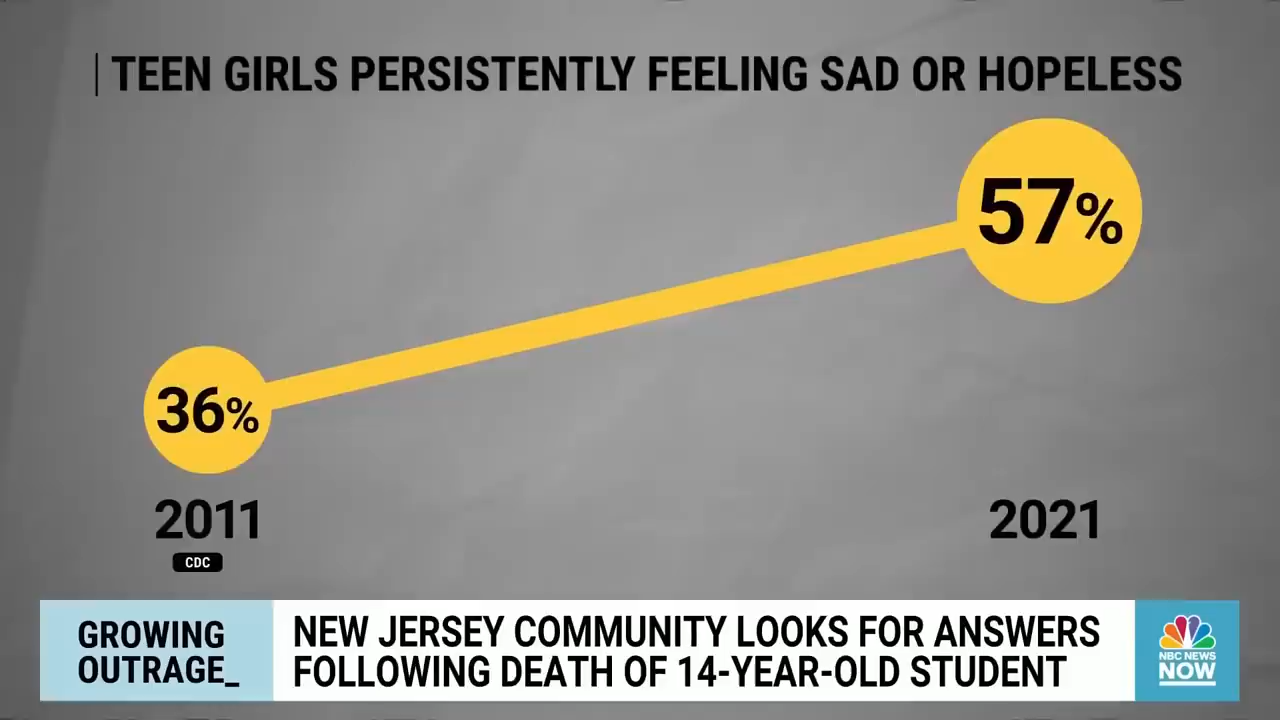 TEEN GIRLS PERSISTENTLY FEELING SAD OR HOPELESS
57%
36%
2011
2021
CDC
GROWING
OUTRAGE_
NEW JERSEY COMMUNITY LOOKS FOR ANSWERS
FOLLOWING DEATH OF 14-YEAR-OLD STUDENT
NBC NEWS
NOW